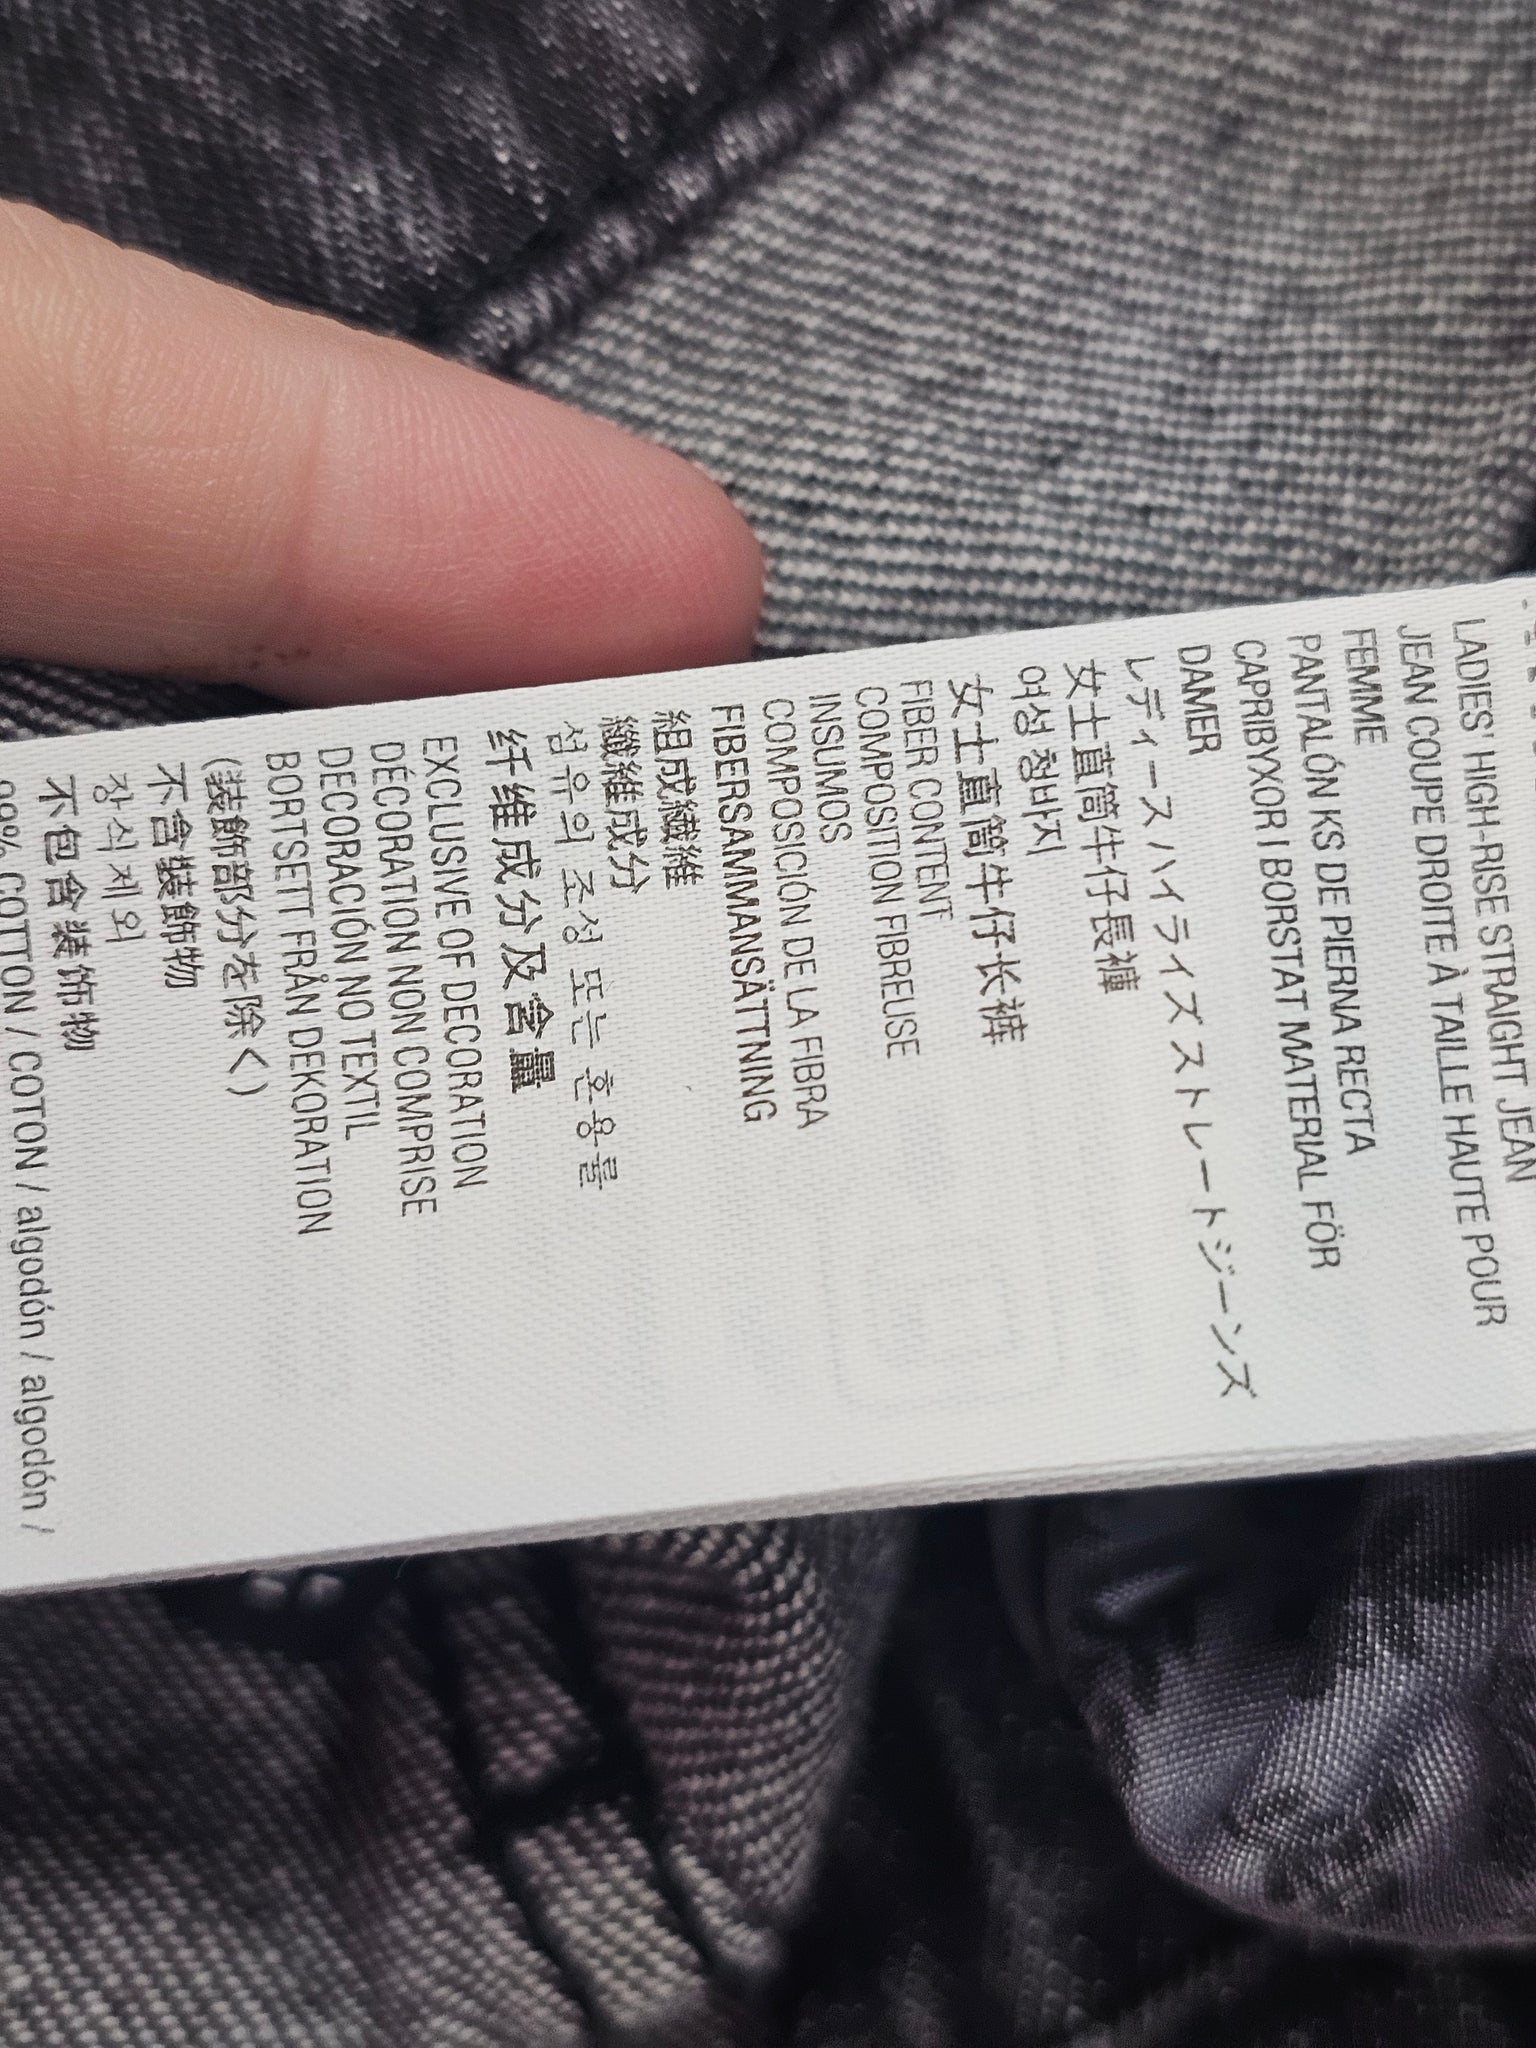 LADIES' HIGH-RISE STRAIGHT JEAN
JEAN COUPE DROITE À TAILLE HAUTE POUR
FEMME
PANTALÓN KS DE PIERNA RECTA
CAPRIBYXOR I BORSTAT MATERIAL FÖR
DAMER
レディースハイライズストレートジーンズ
女士直筒牛仔長褲
여성 청바지
女士直筒牛仔长裤
FIBER CONTENT
COMPOSITION FIBREUSE
INSUMOS
COMPOSICIÓN DE LA FIBRA
FIBERSAMMANSÄTTNING
組成繊維
纖維成分
섬유의 조성 또는 혼용률
纤维成分及含量
EXCLUSIVE OF DECORATION
DÉCORATION NON COMPRISE
DECORACIÓN NO TEXTIL
BORTSETT FRÅN DEKORATION
(装飾部分を除く)
不含裝飾物
장식제외
不包含装饰物
COTTON / COTON / algodón / algodón /